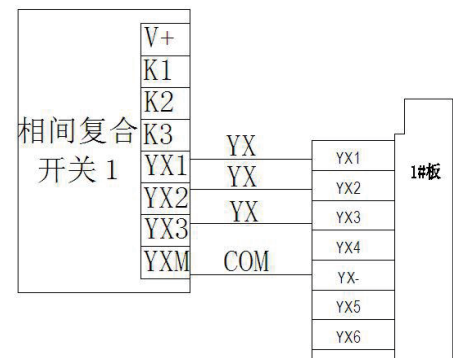 相间复合
开关1
V+
K1
K2
K3
YX1
YX2
YX3
YXM
YX
YX
YX
COM
YX1
YX2
YX3
YX4
YX-
YX5
YX6
1#板